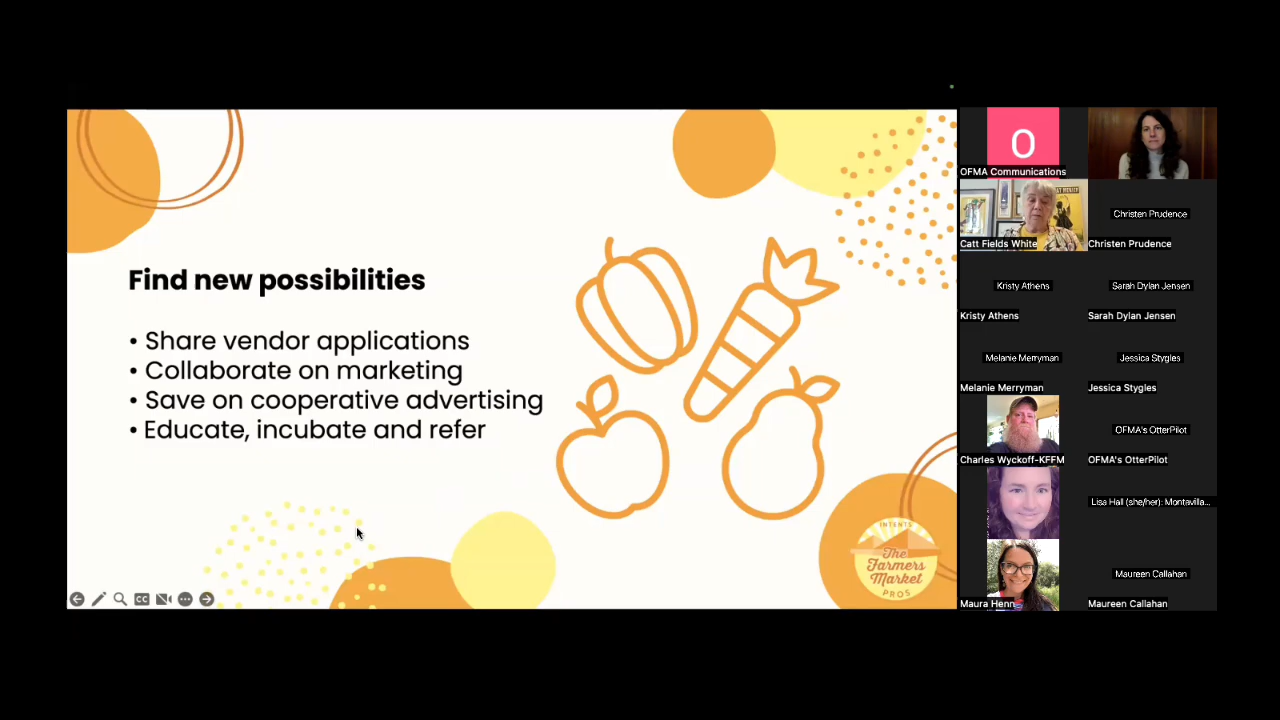 Find new possibilities
• Share vendor applications
• Collaborate on marketing
• Save on cooperative advertising
• Educate, incubate and refer
INTENTS
The
Farmers
Market
PROS
CC
O
OFMA Communications
Catt Fields White
Christen Prudence
Christen Prudence
Kristy Athens
Sarah Dylan Jensen
Kristy Athens
Sarah Dylan Jensen
Melanie Merryman
Jessica Stygles
Melanie Merryman
Jessica Stygles
OFMA's OtterPilot
Charles Wyckoff-KFFM
OFMA's OtterPilot
Lisa Hall (she/her): Montavilla...
Maureen Callahan
Maura Henn
Maureen Callahan